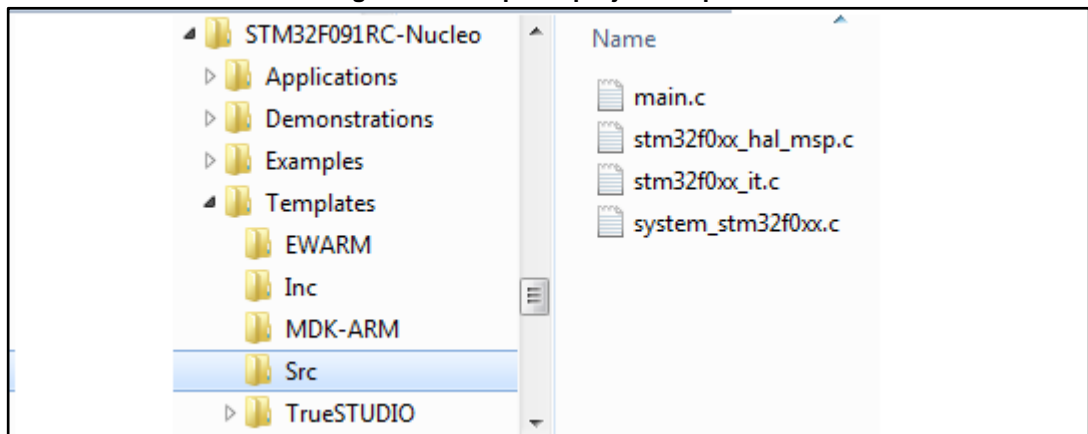 STM32F091RC-Nucleo
Applications
Demonstrations
Examples
Templates
EWARM
Inc
MDK-ARM
Src
TrueSTUDIO
Name
main.c
stm32f0xx_hal_msp.c
stm32f0xx_it.c
system_stm32f0xx.c